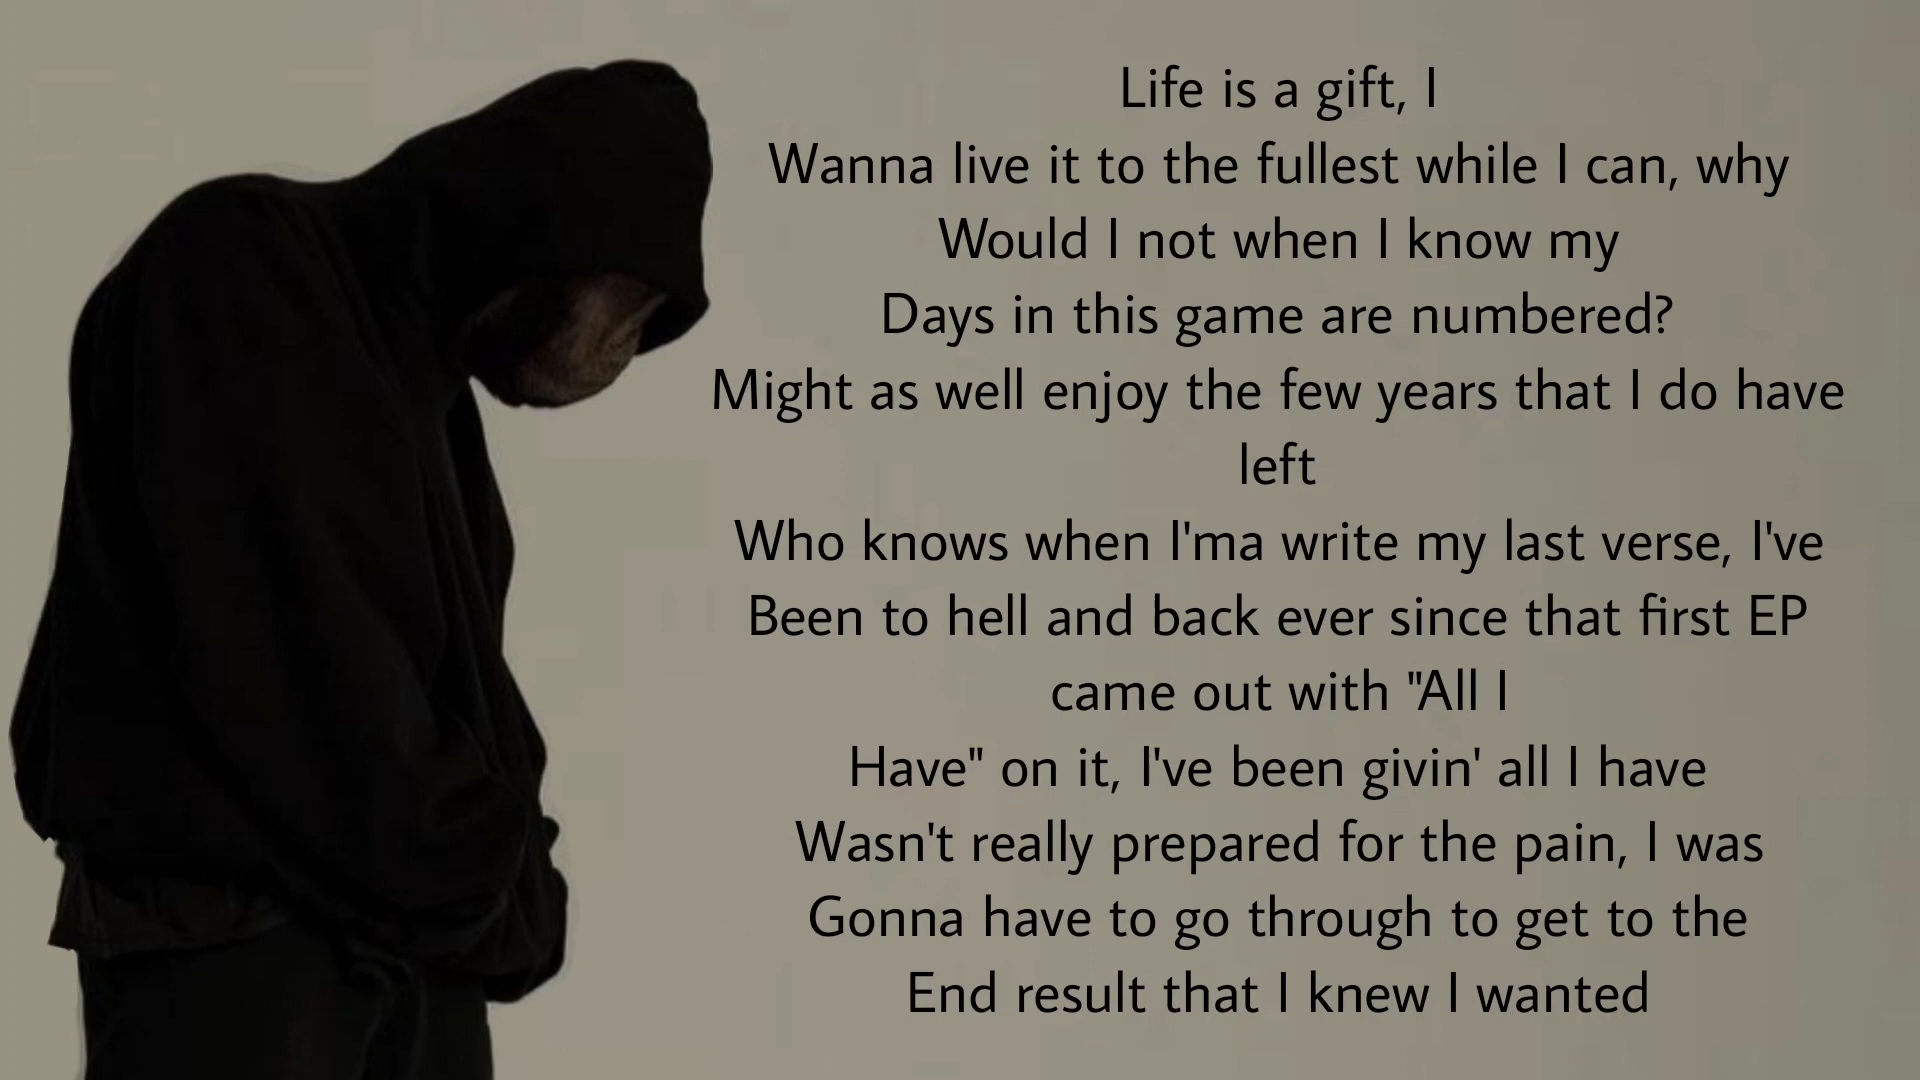 Life is a gift, I
Wanna live it to the fullest while I can, why
Would I not when I know my
Days in this game are numbered?
Might as well enjoy the few years that I do have
left
Who knows when I'ma write my last verse, I've
Been to hell and back ever since that first EP
came out with "All I
Have" on it, I've been givin' all I have
Wasn't really prepared for the pain, I was
Gonna have to go through to get to the
End result that I knew I wanted